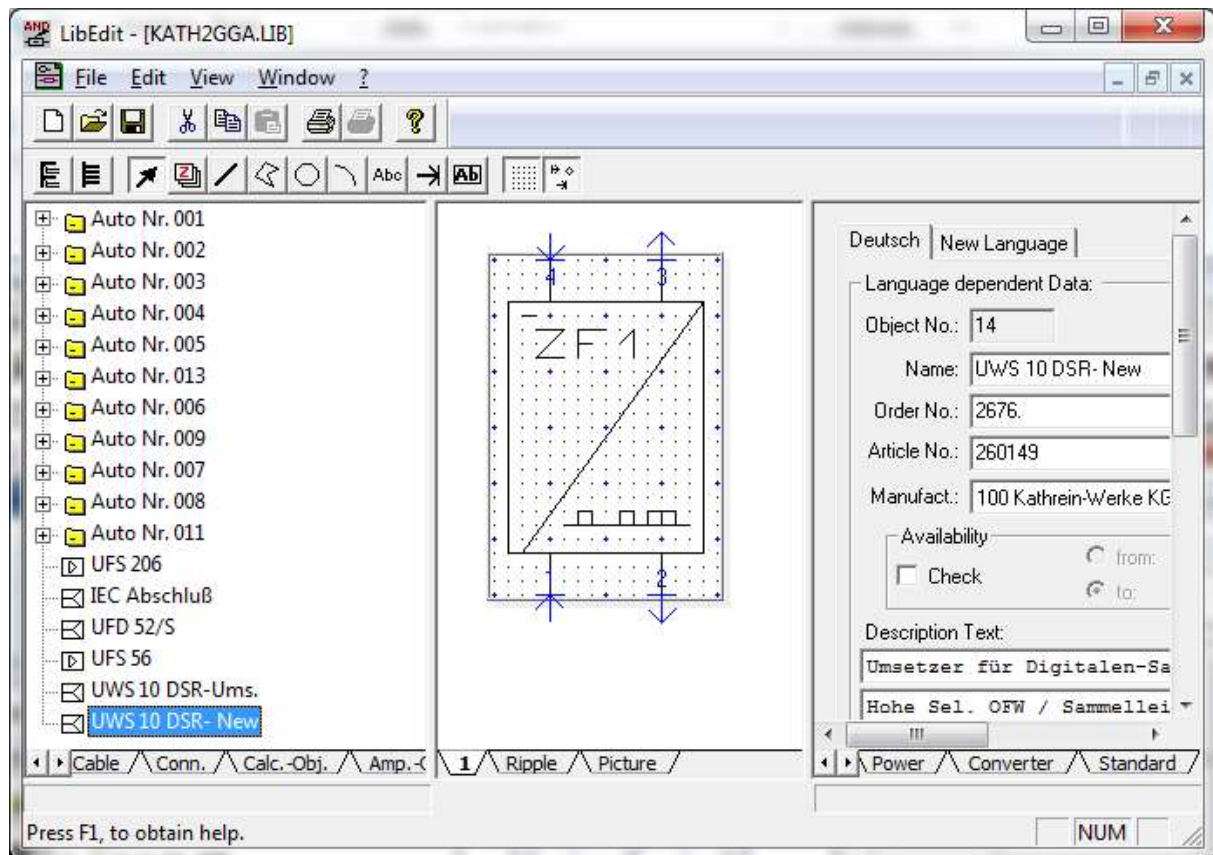 AND LibEdit - [KATH2GGA.LIB]
File Edit View Window ?
Z Abc Ab
Auto Nr. 001
Auto Nr. 002
Auto Nr. 003
Auto Nr. 004
Auto Nr. 005
Auto Nr. 013
Auto Nr. 006
Auto Nr. 009
Auto Nr. 007
Auto Nr. 008
Auto Nr. 011
UFS 206
IEC Abschluß
UFD 52/S
UFS 56
UWS 10 DSR-Ums.
UWS 10 DSR- New
Cable Conn. Calc.-Obj. Amp.-
4 3
ZF1
1 2
1 Ripple Picture
Deutsch New Language
Language dependent Data:
Object No.: 14
Name: UWS 10 DSR- New
Order No.: 2676.
Article No.: 260149
Manufact.: 100 Kathrein-Werke KG
Availability
Check
from:
to:
Description Text:
Umsetzer für Digitalen-Sa
Hohe Sel. OFW / Sammellei
Power Converter Standard
Press F1, to obtain help.
NUM